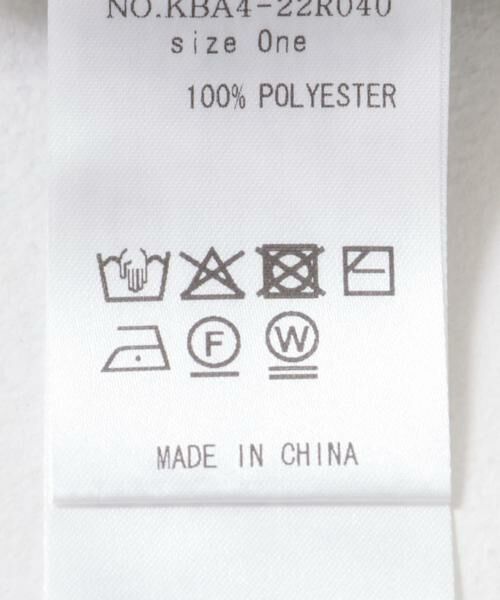 NO.KBA4-22R040
size One
100% POLYESTER
F W
MADE IN CHINA